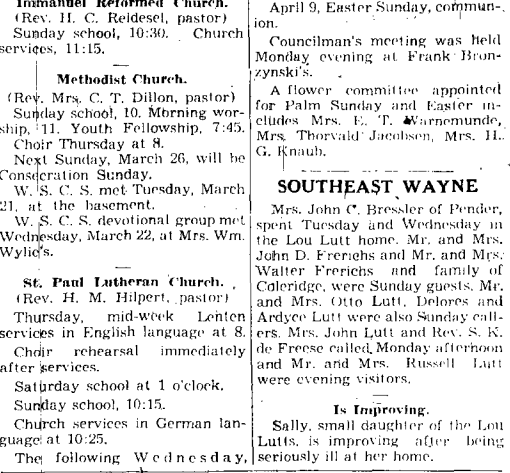 Immanuel Reformed Church.
(Rev. H. C. Reidesel, pastor)
Sunday school, 10:30. Church
services, 11:15.
Methodist Church.
(Rev. Mrs. C. T. Dillon, pastor)
Sunday school, 10. Morning wor-
ship, 11. Youth Fellowship, 7:45.
Choir Thursday at 8.
Next Sunday, March 26, will be
Consecration Sunday.
W. S. C. S. met Tuesday, March
21, at the basement.
W. S. C. S. devotional group met
Wednesday, March 22, at Mrs. Wm.
Wylie's.
St. Paul Lutheran Church.
(Rev. H. M. Hilpert, pastor)
Thursday, mid-week Lenten
services in English language at 8.
Choir rehearsal immediately
after services.
Saturday school at 1 o'clock.
Sunday school, 10:15.
Church services in German lan-
guage at 10:25.
The following Wednesday,
April 9, Easter Sunday, commun-
ion.
Councilman's meeting was held
Monday evening at Frank Bron-
zynski's.
A flower committee appointed
for Palm Sunday and Easter in-
cludes Mrs. E. T. Warnemunde,
Mrs. Thorvald Jacobsen, Mrs. H.
G. Knaub.
SOUTHEAST WAYNE
Mrs. John C. Bressler of Pender,
spent Tuesday and Wednesday in
the Lou Lutt home. Mr. and Mrs.
John D. Frerichs and Mr. and Mrs.
Walter Frerichs and family of
Coleridge, were Sunday guests. Mr.
and Mrs. Otto Lutt, Delores and
Ardyce Lutt were also Sunday call-
ers. Mrs. John Lutt and Rev. S. K.
de Freese called Monday afternoon
and Mr. and Mrs. Russell Lutt
were evening visitors.
Is Improving.
Sally, small daughter of the Lou
Lutts, is improving after being
seriously ill at her home.